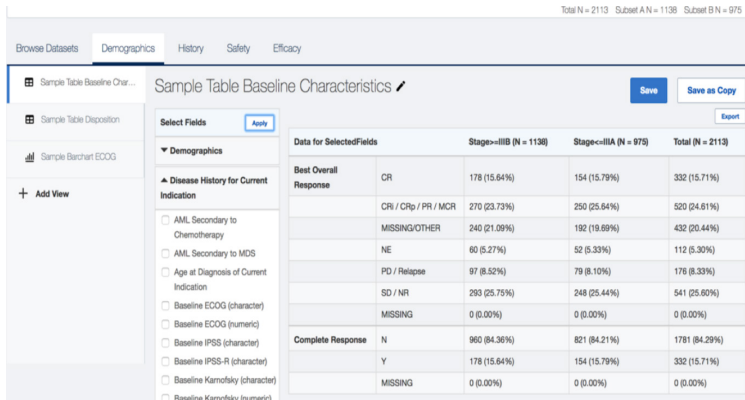 Total N = 2113 Subset A N = 1138 Subset B N = 975
Browse Datasets Demographics History Safety Efficacy
Sample Table Baseline Char...
Sample Table Disposition
Sample Barchart ECOG
+ Add View
Sample Table Baseline Characteristics
Save Save as Copy
Export
Select Fields Apply
Demographics
Disease History for Current
Indication
AML Secondary to
Chemotherapy
AML Secondary to MDS
Age at Diagnosis of Current
Indication
Baseline ECOG (character)
Baseline ECOG (numeric)
Baseline IPSS (character)
Baseline IPSS-R (character)
Baseline Karnofsky (character)
Baseline Karnofsky (numeric)
Data for SelectedFields Stage>=IIIB (N = 1138) Stage<=IIIA (N = 975) Total (N = 2113)
Best Overall
Response CR 178 (15.64%) 154 (15.79%) 332 (15.71%)
CRi / CRp / PR / MCR 270 (23.73%) 250 (25.64%) 520 (24.61%)
MISSING/OTHER 240 (21.09%) 192 (19.69%) 432 (20.44%)
NE 60 (5.27%) 52 (5.33%) 112 (5.30%)
PD / Relapse 97 (8.52%) 79 (8.10%) 176 (8.33%)
SD / NR 293 (25.75%) 248 (25.44%) 541 (25.60%)
MISSING 0 (0.00%) 0 (0.00%) 0 (0.00%)
Complete Response N 960 (84.36%) 821 (84.21%) 1781 (84.29%)
Y 178 (15.64%) 154 (15.79%) 332 (15.71%)
MISSING 0 (0.00%) 0 (0.00%) 0 (0.00%)